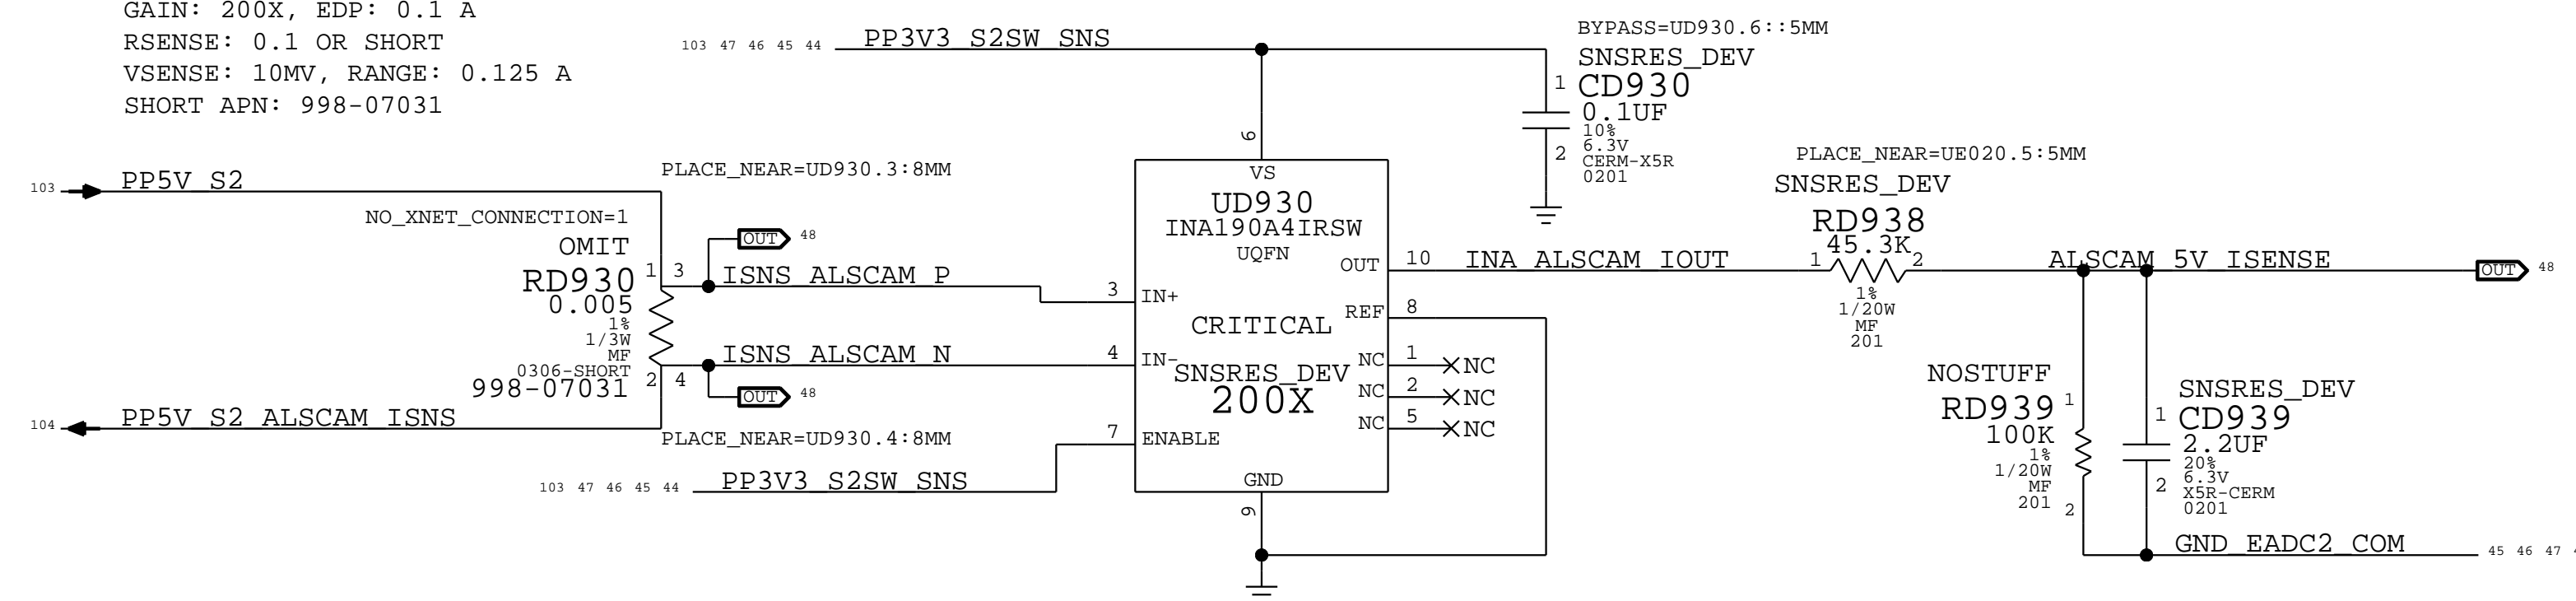 GAIN: 200X, EDP: 0.1 A
RSENSE: 0.1 OR SHORT
VSENSE: 10MV, RANGE: 0.125 A
SHORT APN: 998-07031
103 47 46 45 44 PP3V3_S2SW_SNS
BYPASS=UD930.6::5MM
SNSRES_DEV
1 CD930
0.1UF
10%
6.3V
2 CERM-X5R
0201
6
103 PP5V_S2
PLACE_NEAR=UD930.3:8MM
NO_XNET_CONNECTION=1
OMIT
RD930
0.005
1%
1/3W
MF
0306-SHORT
998-07031
1 3
2 4
OUT 48
ISNS_ALSCAM_P
ISNS_ALSCAM_N
OUT 48
104 PP5V_S2_ALSCAM_ISNS
PLACE_NEAR=UD930.4:8MM
103 47 46 45 44 PP3V3_S2SW_SNS
VS
UD930
INA190A4IRSW
UQFN
3 IN+
4 IN-
7 ENABLE
CRITICAL
SNSRES_DEV
200X
GND
9
OUT 10
REF 8
NC 1 NC
NC 2 NC
NC 5 NC
INA_ALSCAM_IOUT
PLACE_NEAR=UE020.5:5MM
SNSRES_DEV
RD938
45.3K
1 2
1%
1/20W
MF
201
ALSCAM_5V_ISENSE
OUT 48
NOSTUFF
RD939
100K
1%
1/20W
MF
201
1
2
SNSRES_DEV
1 CD939
2.2UF
20%
6.3V
2 X5R-CERM
0201
GND_EADC2_COM 45 46 47